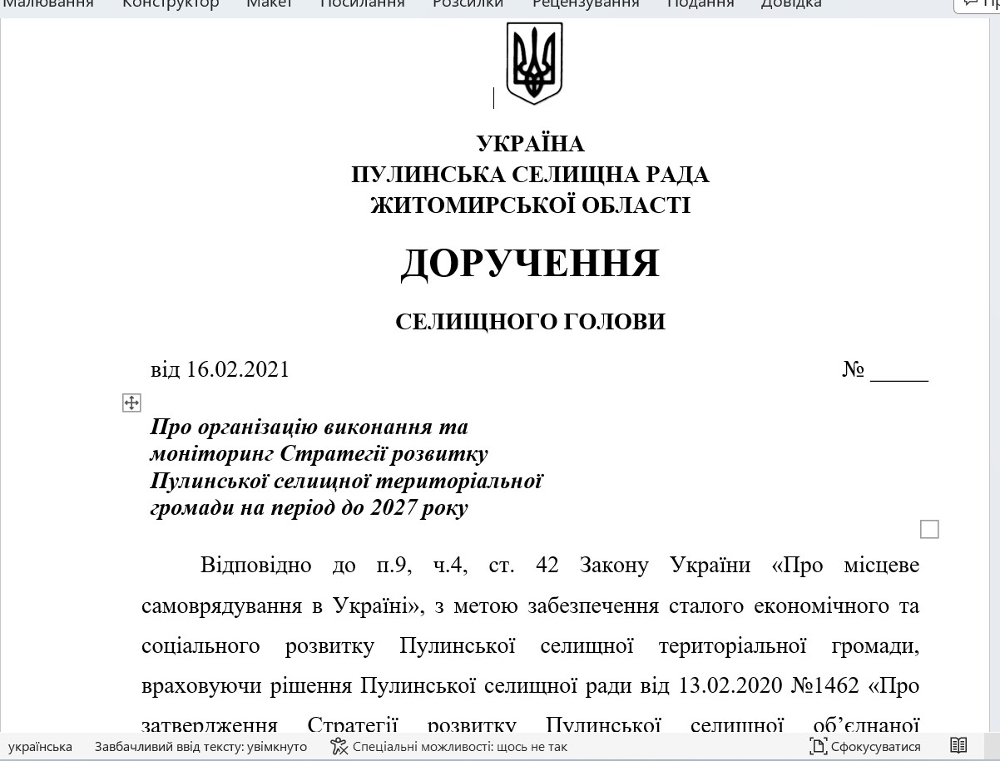 Малювання Конструктор Макет Посилання Розсилки Рецензування Подання Довідка
УКРАЇНА
ПУЛИНСЬКА СЕЛИЩНА РАДА
ЖИТОМИРСЬКОЇ ОБЛАСТІ
ДОРУЧЕННЯ
СЕЛИЩНОГО ГОЛОВИ
від 16.02.2021 № _____
Про організацію виконання та
моніторинг Стратегії розвитку
Пулинської селищної територіальної
громади на період до 2027 року
Відповідно до п.9, ч.4, ст. 42 Закону України «Про місцеве
самоврядування в Україні», з метою забезпечення сталого економічного та
соціального розвитку Пулинської селищної територіальної громади,
враховуючи рішення Пулинської селищної ради від 13.02.2020 №1462 «Про
затвердження Стратегії розвитку Пулинської селищної об’єднаної
українська Завбачливий ввід тексту: увімкнуто Спеціальні можливості: щось не так Сфокусуватися